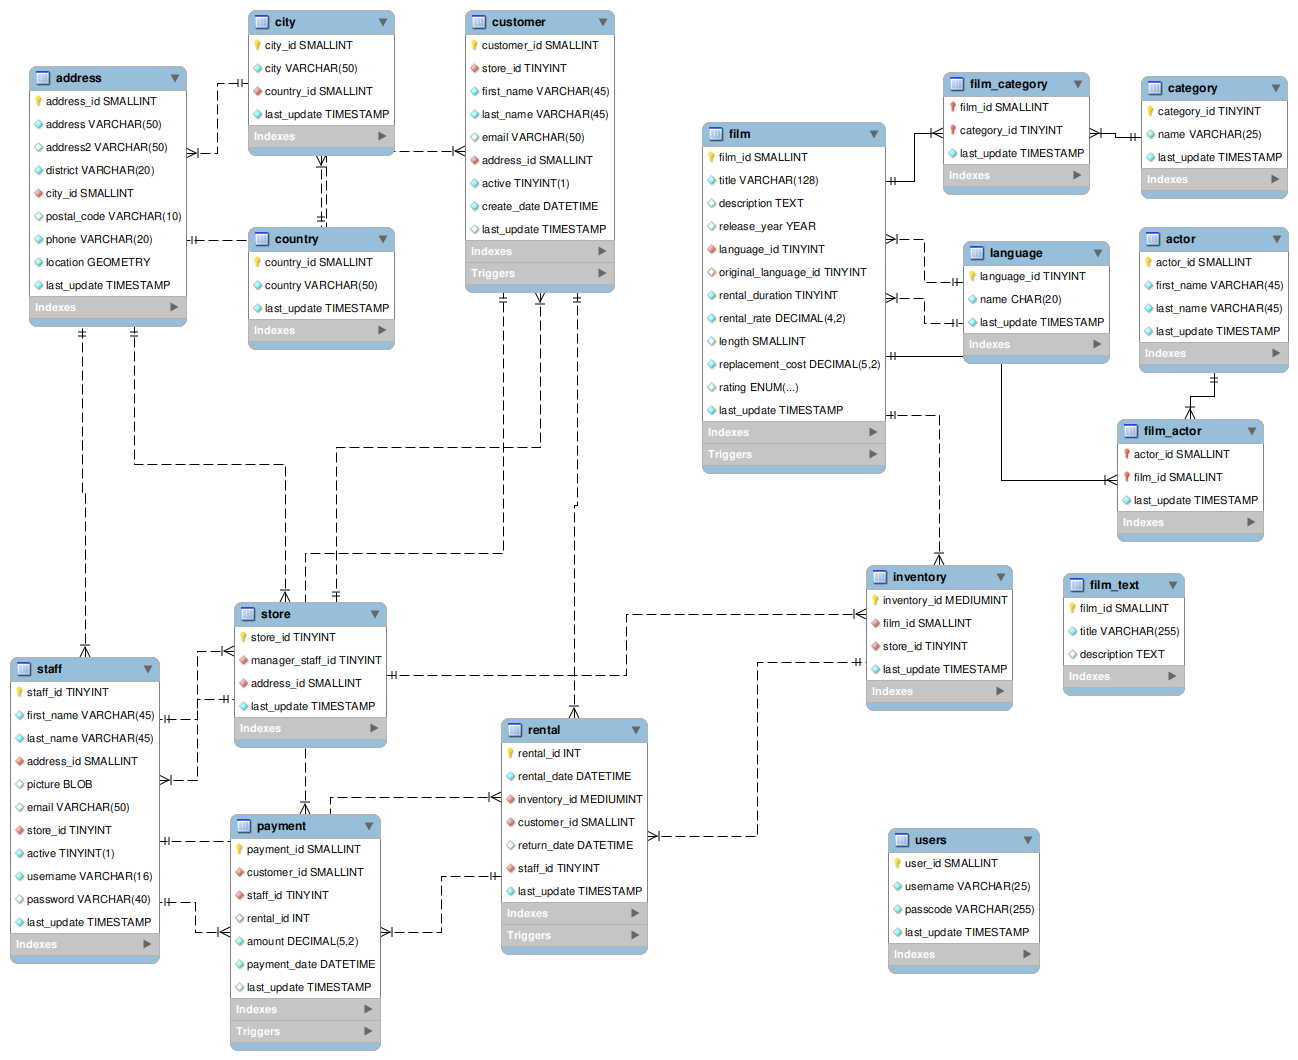 city
city_id SMALLINT
city VARCHAR(50)
country_id SMALLINT
last_update TIMESTAMP
Indexes
customer
customer_id SMALLINT
store_id TINYINT
first_name VARCHAR(45)
last_name VARCHAR(45)
email VARCHAR(50)
address_id SMALLINT
active TINYINT(1)
create_date DATETIME
last_update TIMESTAMP
Indexes
Triggers
address
address_id SMALLINT
address VARCHAR(50)
address2 VARCHAR(50)
district VARCHAR(20)
city_id SMALLINT
postal_code VARCHAR(10)
phone VARCHAR(20)
location GEOMETRY
last_update TIMESTAMP
Indexes
country
country_id SMALLINT
country VARCHAR(50)
last_update TIMESTAMP
Indexes
film
film_id SMALLINT
title VARCHAR(128)
description TEXT
release_year YEAR
language_id TINYINT
original_language_id TINYINT
rental_duration TINYINT
rental_rate DECIMAL(4,2)
length SMALLINT
replacement_cost DECIMAL(5,2)
rating ENUM(...)
last_update TIMESTAMP
Indexes
Triggers
film_category
film_id SMALLINT
category_id TINYINT
last_update TIMESTAMP
Indexes
category
category_id TINYINT
name VARCHAR(25)
last_update TIMESTAMP
Indexes
language
language_id TINYINT
name CHAR(20)
last_update TIMESTAMP
Indexes
actor
actor_id SMALLINT
first_name VARCHAR(45)
last_name VARCHAR(45)
last_update TIMESTAMP
Indexes
film_actor
actor_id SMALLINT
film_id SMALLINT
last_update TIMESTAMP
Indexes
staff
staff_id TINYINT
first_name VARCHAR(45)
last_name VARCHAR(45)
address_id SMALLINT
picture BLOB
email VARCHAR(50)
store_id TINYINT
active TINYINT(1)
username VARCHAR(16)
password VARCHAR(40)
last_update TIMESTAMP
Indexes
store
store_id TINYINT
manager_staff_id TINYINT
address_id SMALLINT
last_update TIMESTAMP
Indexes
payment
payment_id SMALLINT
customer_id SMALLINT
staff_id TINYINT
rental_id INT
amount DECIMAL(5,2)
payment_date DATETIME
last_update TIMESTAMP
Indexes
Triggers
rental
rental_id INT
rental_date DATETIME
inventory_id MEDIUMINT
customer_id SMALLINT
return_date DATETIME
staff_id TINYINT
last_update TIMESTAMP
Indexes
Triggers
inventory
inventory_id MEDIUMINT
film_id SMALLINT
store_id TINYINT
last_update TIMESTAMP
Indexes
film_text
film_id SMALLINT
title VARCHAR(255)
description TEXT
Indexes
users
user_id SMALLINT
username VARCHAR(25)
passcode VARCHAR(255)
last_update TIMESTAMP
Indexes